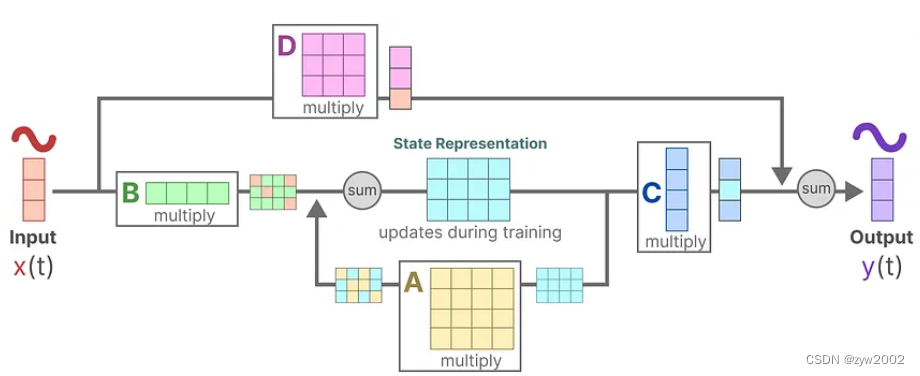 D
multiply
State Representation
B
multiply
sum
updates during training
C
multiply
sum
Input
x(t)
Output
y(t)
A
multiply
CSDN @zyw2002